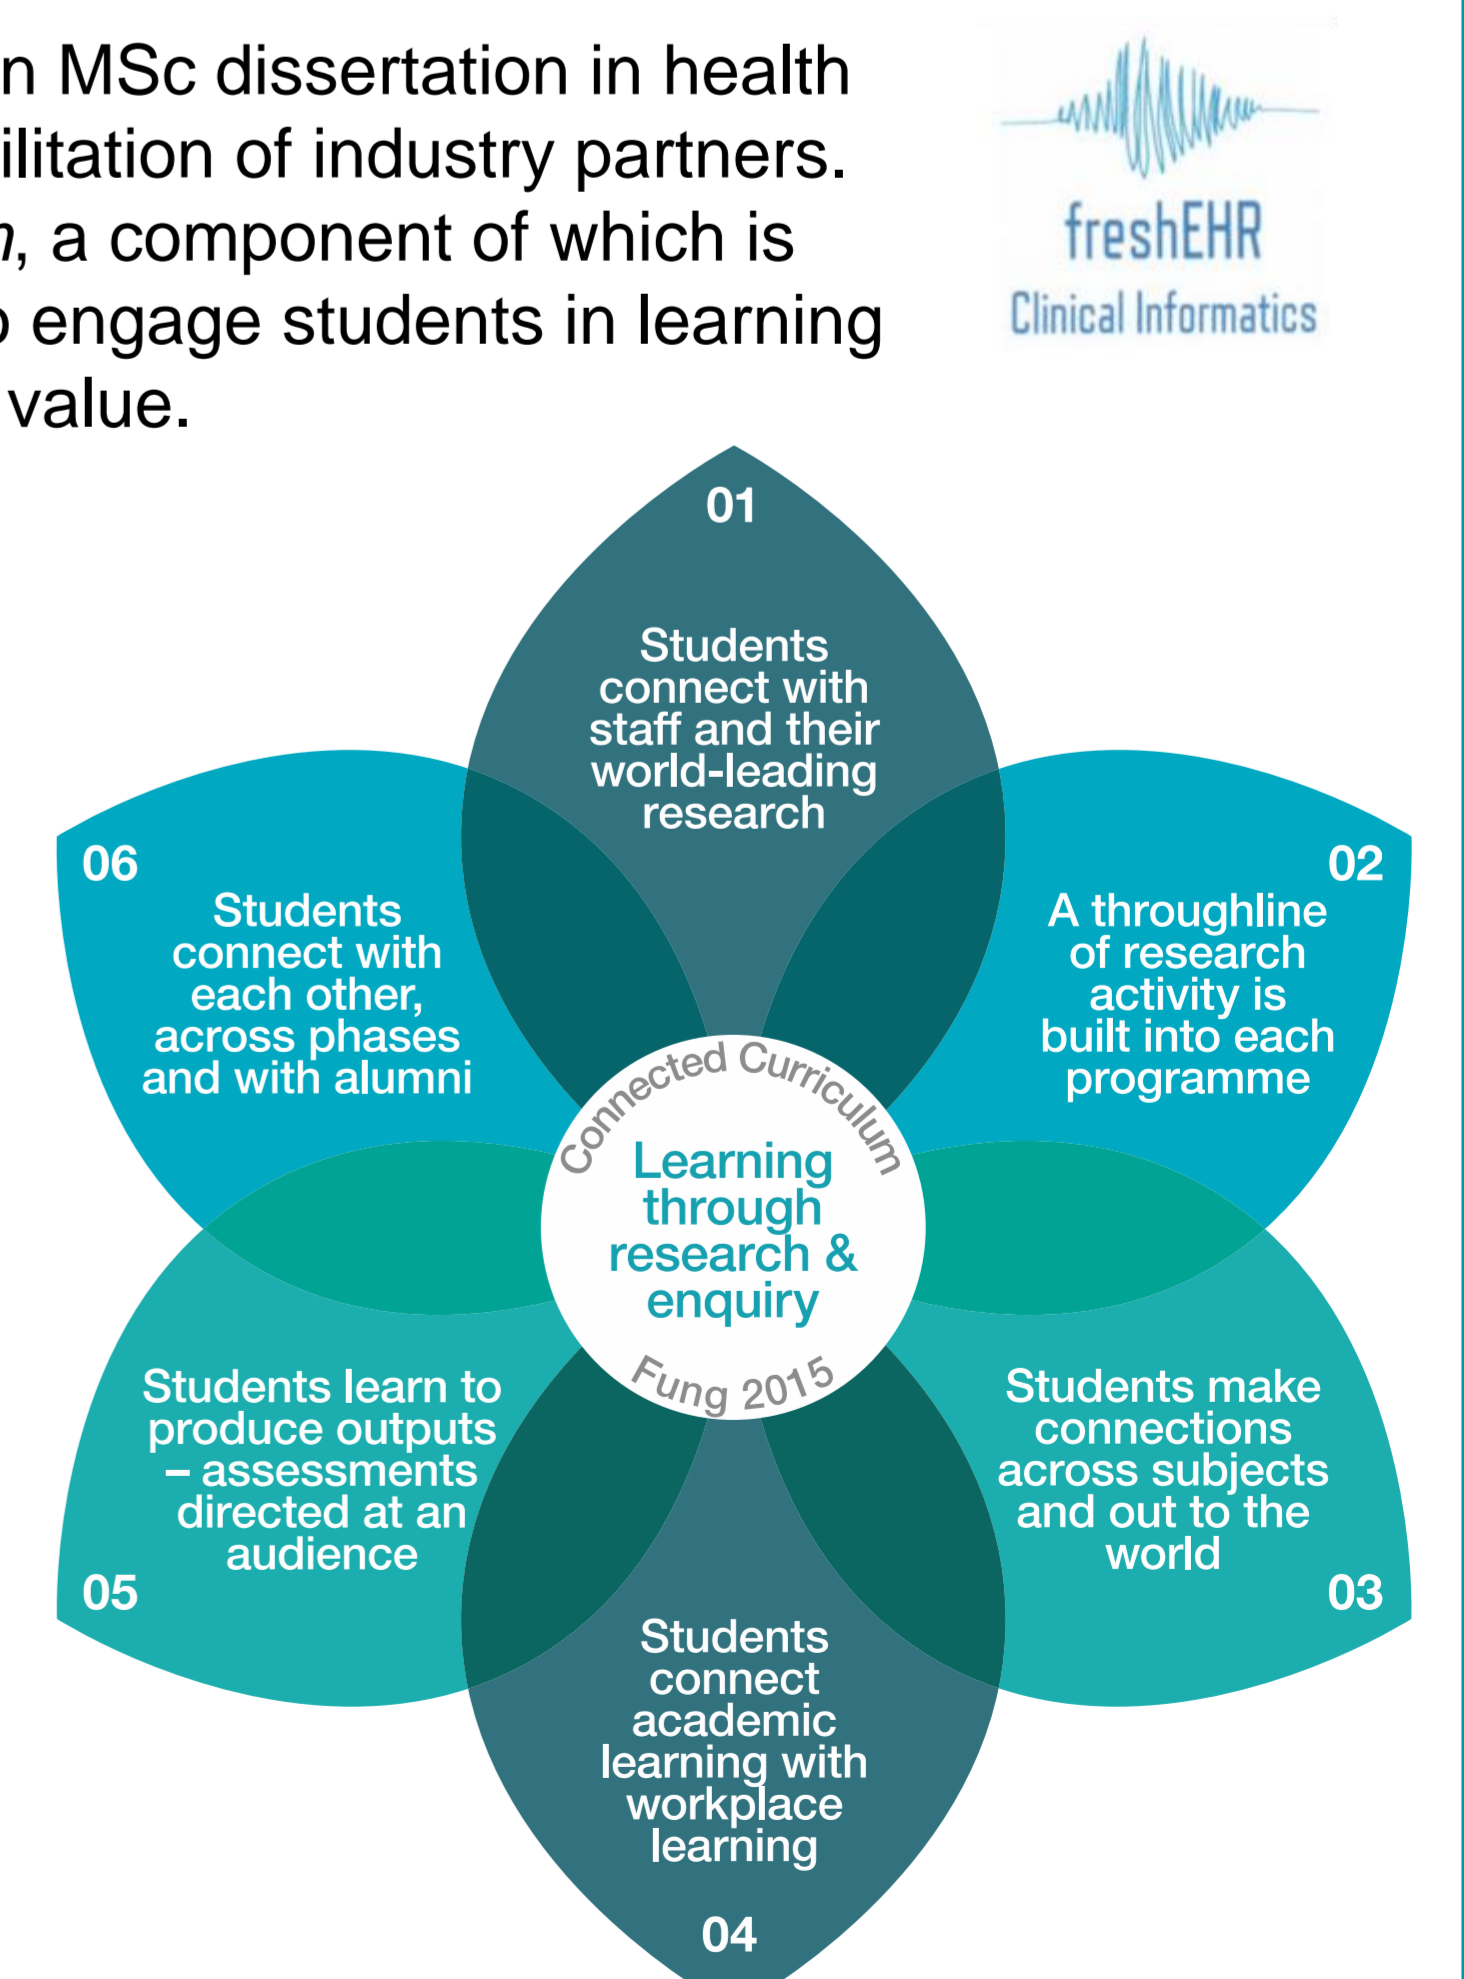 n MSc dissertation in health
ilitation of industry partners.
n, a component of which is
o engage students in learning
value.
freshEHR
Clinical Informatics
01
Students
connect with
staff and their
world-leading
research
02
A throughline
of research
activity is
built into each
programme
03
Students make
connections
across subjects
and out to the
world
04
Students
connect
academic
learning with
workplace
learning
05
Students learn to
produce outputs
– assessments
directed at an
audience
06
Students
connect with
each other,
across phases
and with alumni
Connected Curriculum
Learning
through
research &
enquiry
Fung 2015